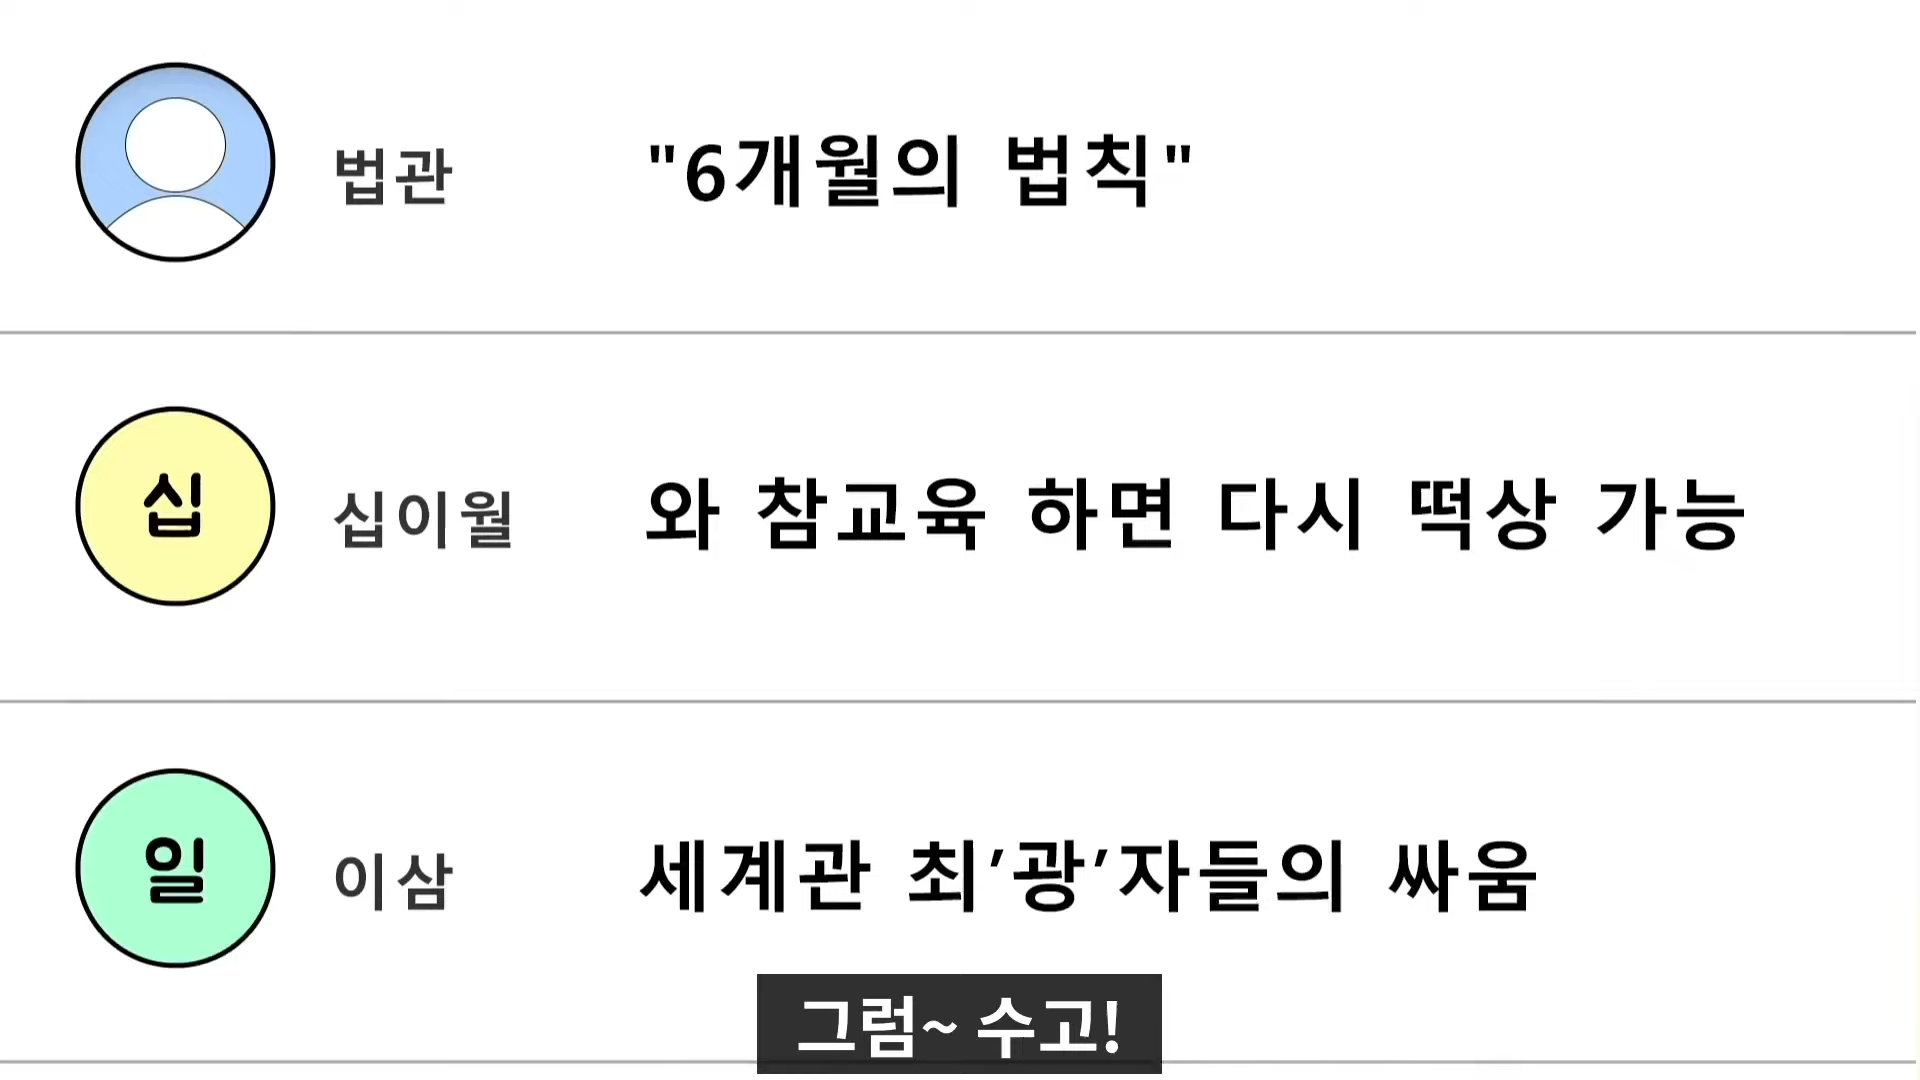 법관
"6개월의 법칙"
십
십이월
와 참교육 하면 다시 떡상 가능
일
이삼
세계관 최'광'자들의 싸움
그럼~ 수고!